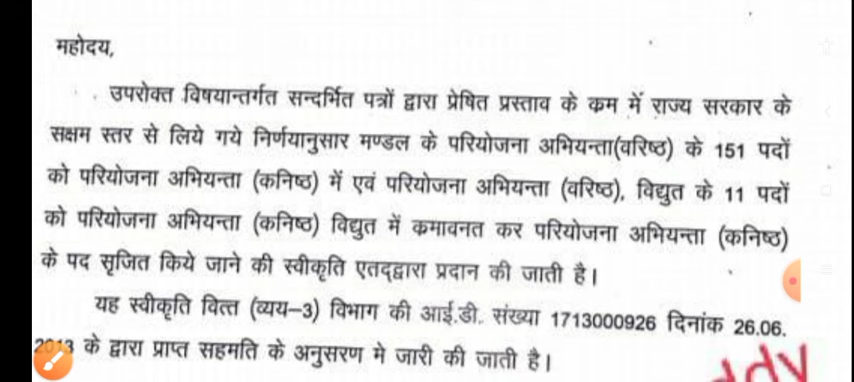 महोदय,
उपरोक्त विषयान्तर्गत सन्दर्भित पत्रों द्वारा प्रेषित प्रस्ताव के कम में राज्य सरकार के
सक्षम स्तर से लिये गये निर्णयानुसार मण्डल के परियोजना अभियन्ता(वरिष्ठ) के 151 पदों
को परियोजना अभियन्ता (कनिष्ठ) में एवं परियोजना अभियन्ता (वरिष्ठ), विद्युत के 11 पदों
को परियोजना अभियन्ता (कनिष्ठ) विद्युत में कमावनत कर परियोजना अभियन्ता (कनिष्ठ)
के पद सृजित किये जाने की स्वीकृति एतद्द्वारा प्रदान की जाती है।
यह स्वीकृति वित्त (व्यय–3) विभाग की आई.डी. संख्या 1713000926 दिनांक 26.06.
2013 के द्वारा प्राप्त सहमति के अनुसरण मे जारी की जाती है।